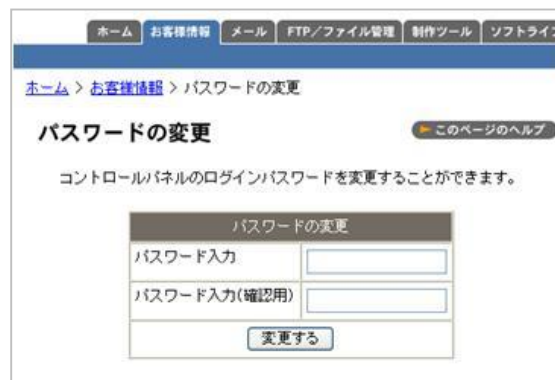 ホーム お客様情報 メール FTP/ファイル管理 制作ツール ソフトライ
ホーム > お客様情報 > パスワードの変更
パスワードの変更 このページのヘルプ
コントロールパネルのログインパスワードを変更することができます。
パスワードの変更
パスワード入力
パスワード入力(確認用)
変更する